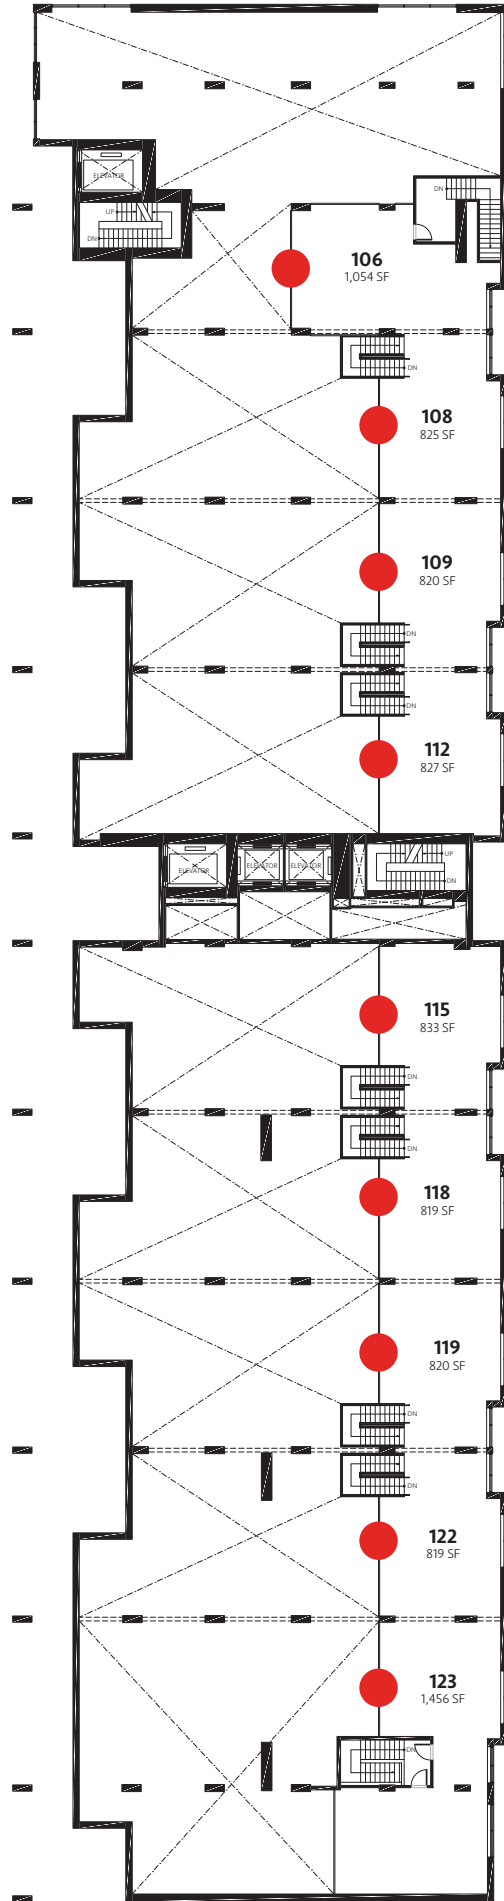 ELEVATOR
DN
UP
DN
106
1,054 SF
DN
108
825 SF
109
820 SF
DN
DN
112
827 SF
ELEVATOR
ELEVATOR
ELEVATOR
UP
DN
115
833 SF
DN
DN
118
819 SF
119
820 SF
DN
DN
122
819 SF
123
1,456 SF
DN